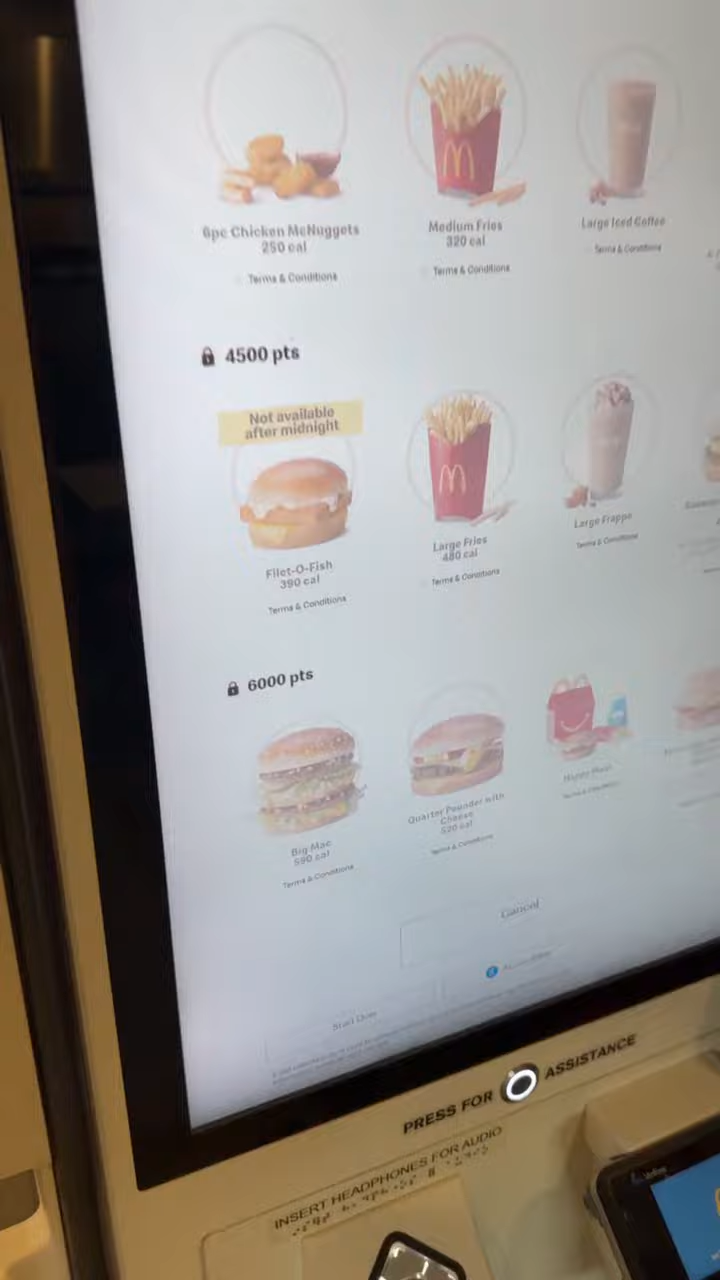 6pc Chicken McNuggets
250 cal
Terms & Conditions
Medium Fries
320 cal
Terms & Conditions
Large Iced Coffee
Terms & Conditions
4500 pts
Not available
after midnight
Filet-O-Fish
390 cal
Terms & Conditions
Large Fries
480 cal
Terms & Conditions
Large Frappe
Terms & Conditions
6000 pts
Big Mac
590 cal
Terms & Conditions
Quarter Pounder with
Cheese
520 cal
Terms & Conditions
Happy Meal
Terms & Conditions
Cancel
Start Over
PRESS FOR ASSISTANCE
INSERT HEADPHONES FOR AUDIO